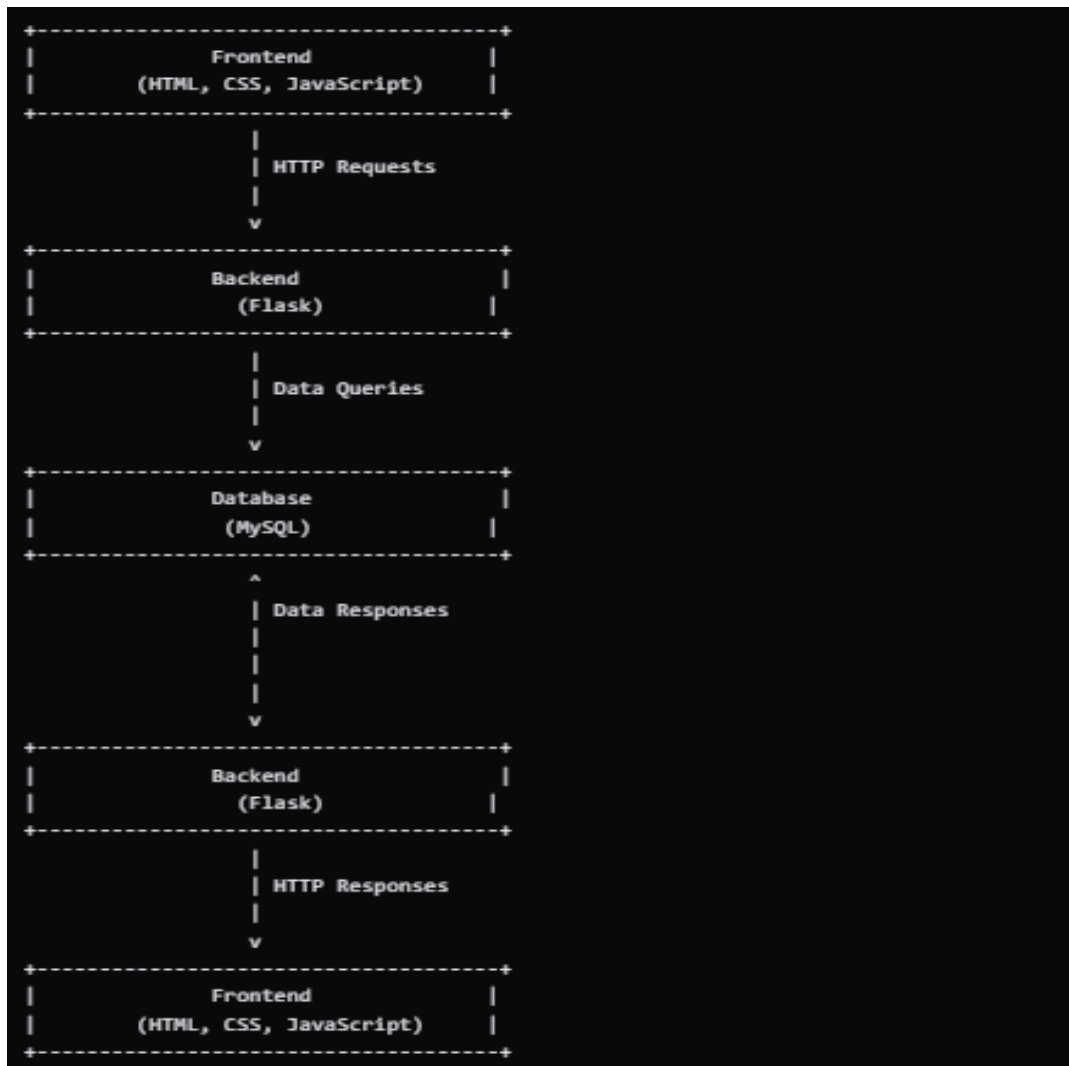 +--------------------------------------+
| Frontend |
| (HTML, CSS, JavaScript) |
+--------------------------------------+
|
| HTTP Requests
|
v
+--------------------------------------+
| Backend |
| (Flask) |
+--------------------------------------+
|
| Data Queries
|
v
+--------------------------------------+
| Database |
| (MySQL) |
+--------------------------------------+
^
| Data Responses
|
|
|
v
+--------------------------------------+
| Backend |
| (Flask) |
+--------------------------------------+
|
| HTTP Responses
|
v
+--------------------------------------+
| Frontend |
| (HTML, CSS, JavaScript) |
+--------------------------------------+